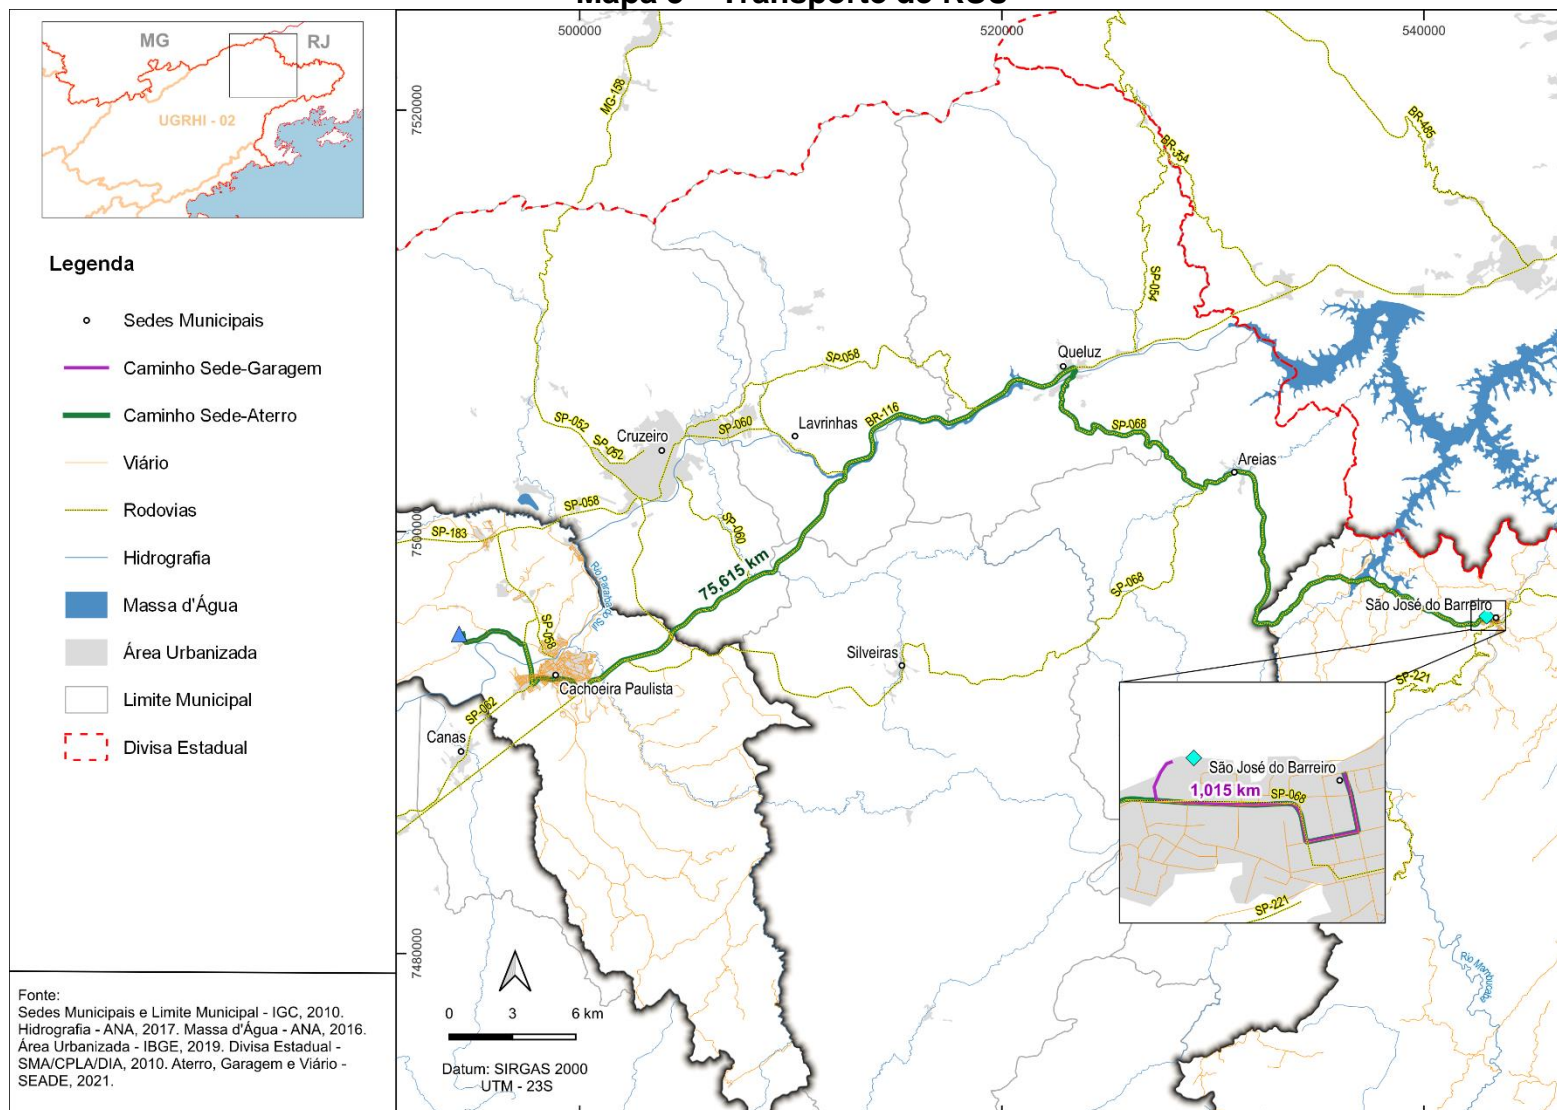 500000
520000
540000
7520000
7500000
7480000
MG
RJ
UGRHI - 02
Legenda
Sedes Municipais
Caminho Sede-Garagem
Caminho Sede-Aterro
Viário
Rodovias
Hidrografia
Massa d'Água
Área Urbanizada
Limite Municipal
Divisa Estadual
Fonte:
Sedes Municipais e Limite Municipal - IGC, 2010.
Hidrografia - ANA, 2017. Massa d'Água - ANA, 2016.
Área Urbanizada - IBGE, 2019. Divisa Estadual -
SMA/CPLA/DIA, 2010. Aterro, Garagem e Viário -
SEADE, 2021.
MG-158
BR-354
BR-485
SP-054
Queluz
SP-058
BR-116
SP-052
SP-052
Cruzeiro
SP-060
Lavrinhas
SP-068
Areias
SP-058
SP-183
SP-060
75,615 km
Rio Paraíba do Sul
SP-068
São José do Barreiro
SP-058
Silveiras
Cachoeira Paulista
SP-062
Canas
SP-221
São José do Barreiro
1,015 km
SP-068
SP-221
Rio Mambucaba
0 3 6 km
Datum: SIRGAS 2000
UTM - 23S